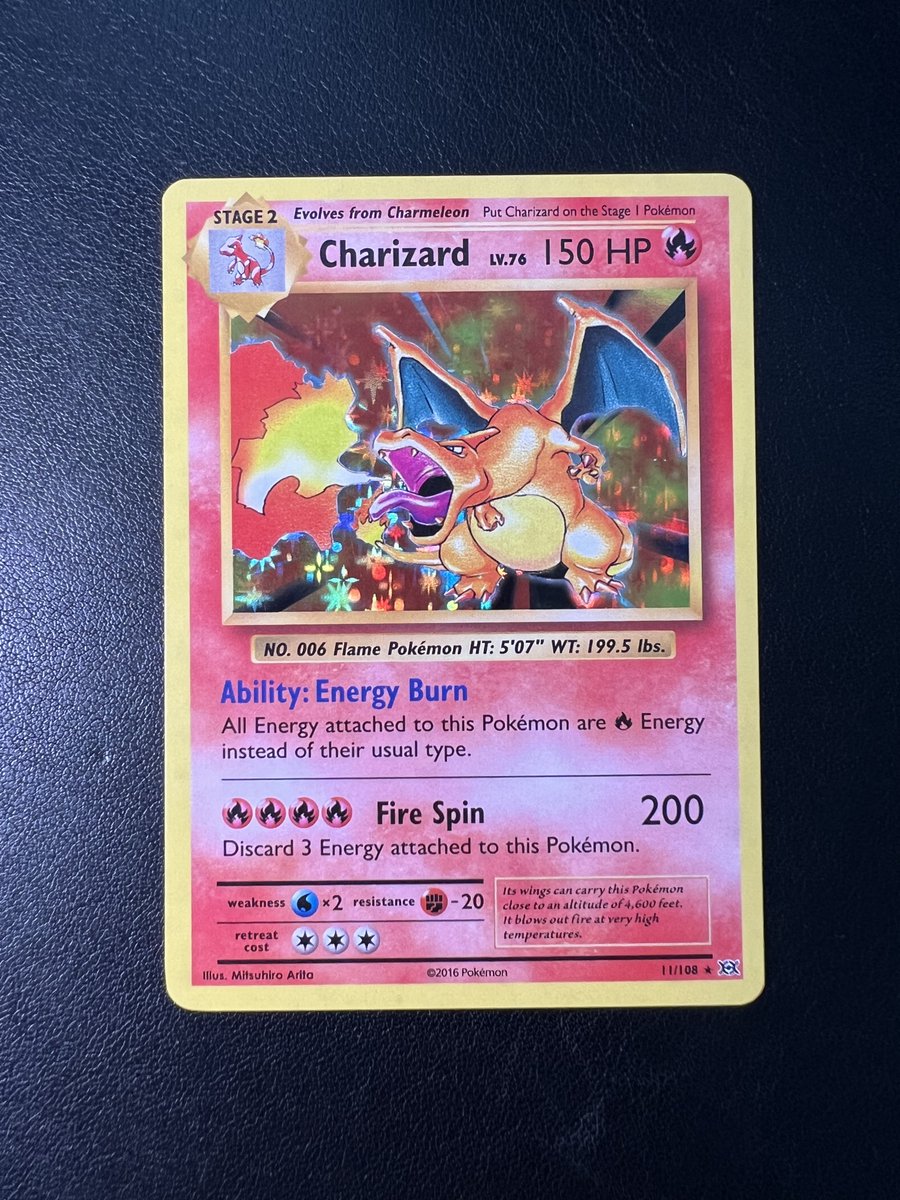 STAGE 2 Evolves from Charmeleon Put Charizard on the Stage 1 Pokémon
Charizard LV.76 150 HP
NO. 006 Flame Pokémon HT: 5'07" WT: 199.5 lbs.
Ability: Energy Burn
All Energy attached to this Pokémon are Energy
instead of their usual type.
Fire Spin 200
Discard 3 Energy attached to this Pokémon.
weakness ×2 resistance -20
retreat
cost
Its wings can carry this Pokémon
close to an altitude of 4,600 feet.
It blows out fire at very high
temperatures.
Illus. Mitsuhiro Arita ©2016 Pokémon 11/108 ★